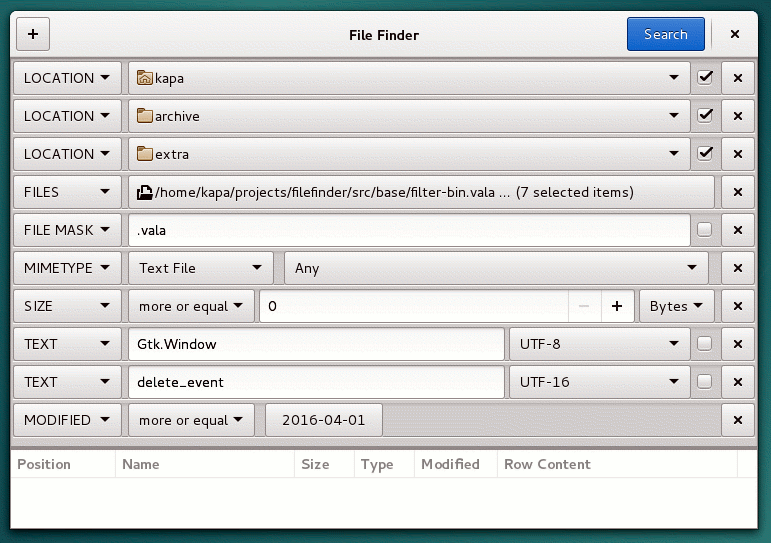 + File Finder Search ×
LOCATION kapa ×
LOCATION archive ×
LOCATION extra ×
FILES /home/kapa/projects/filefinder/src/base/filter-bin.vala ... (7 selected items) ×
FILE MASK .vala ×
MIMETYPE Text File Any ×
SIZE more or equal 0 − + Bytes ×
TEXT Gtk.Window UTF-8 ×
TEXT delete_event UTF-16 ×
MODIFIED more or equal 2016-04-01 ×
Position Name Size Type Modified Row Content